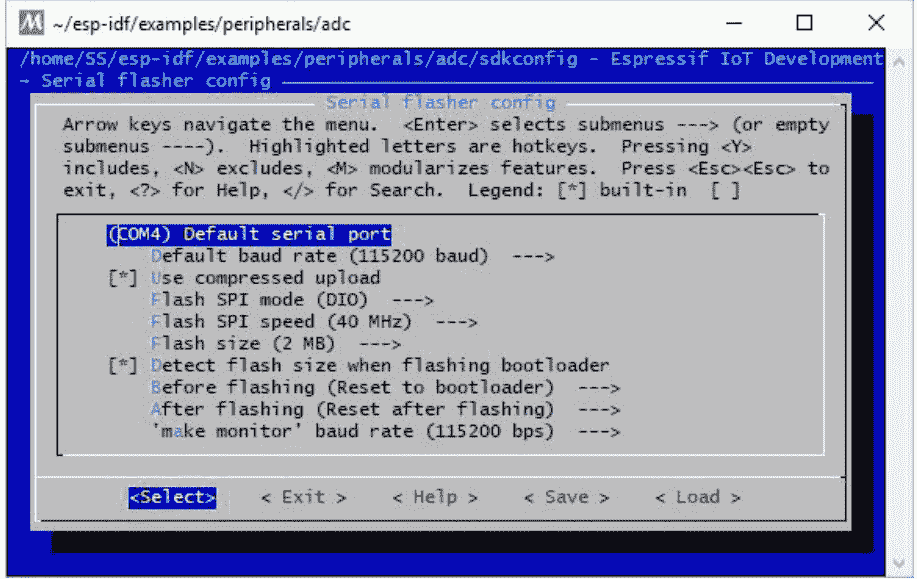 M ~/esp-idf/examples/peripherals/adc
/home/SS/esp-idf/examples/peripherals/adc/sdkconfig - Espressif IoT Development
→ Serial flasher config
Serial flasher config
Arrow keys navigate the menu. <Enter> selects submenus ---> (or empty
submenus ----). Highlighted letters are hotkeys. Pressing <Y>
includes, <N> excludes, <M> modularizes features. Press <Esc><Esc> to
exit, <?> for Help, </> for Search. Legend: [*] built-in [ ]
(COM4) Default serial port
Default baud rate (115200 baud) --->
[*] Use compressed upload
Flash SPI mode (DIO) --->
Flash SPI speed (40 MHz) --->
Flash size (2 MB) --->
[*] Detect flash size when flashing bootloader
Before flashing (Reset to bootloader) --->
After flashing (Reset after flashing) --->
'make monitor' baud rate (115200 bps) --->
<Select> < Exit > < Help > < Save > < Load >